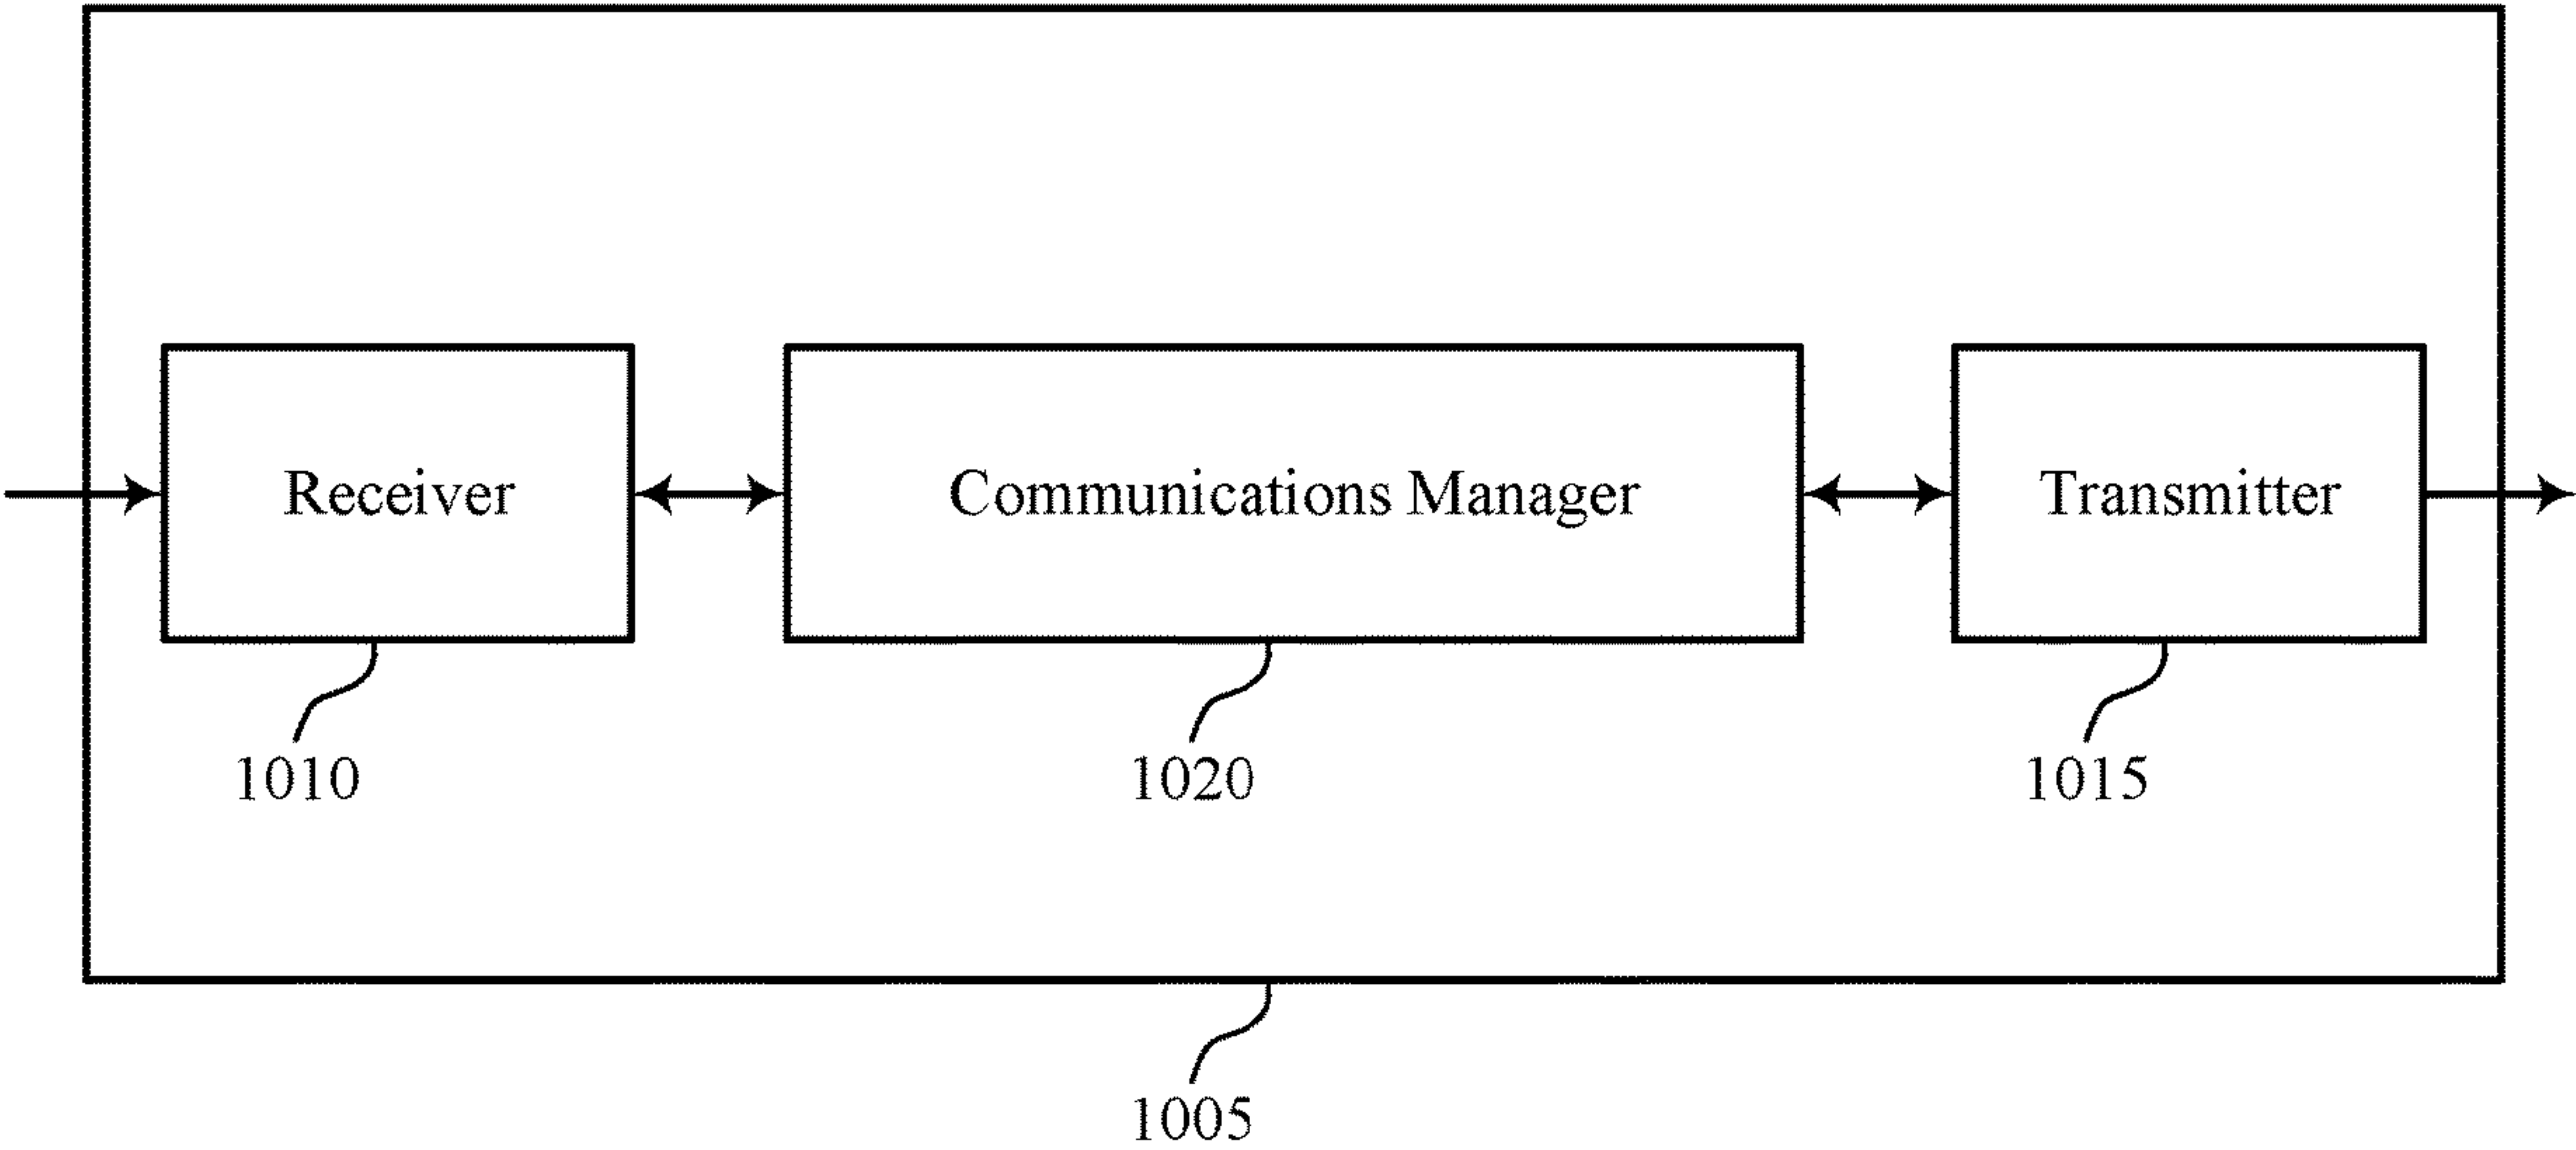 Receiver
Communications Manager
Transmitter
1010
1020
1015
1005